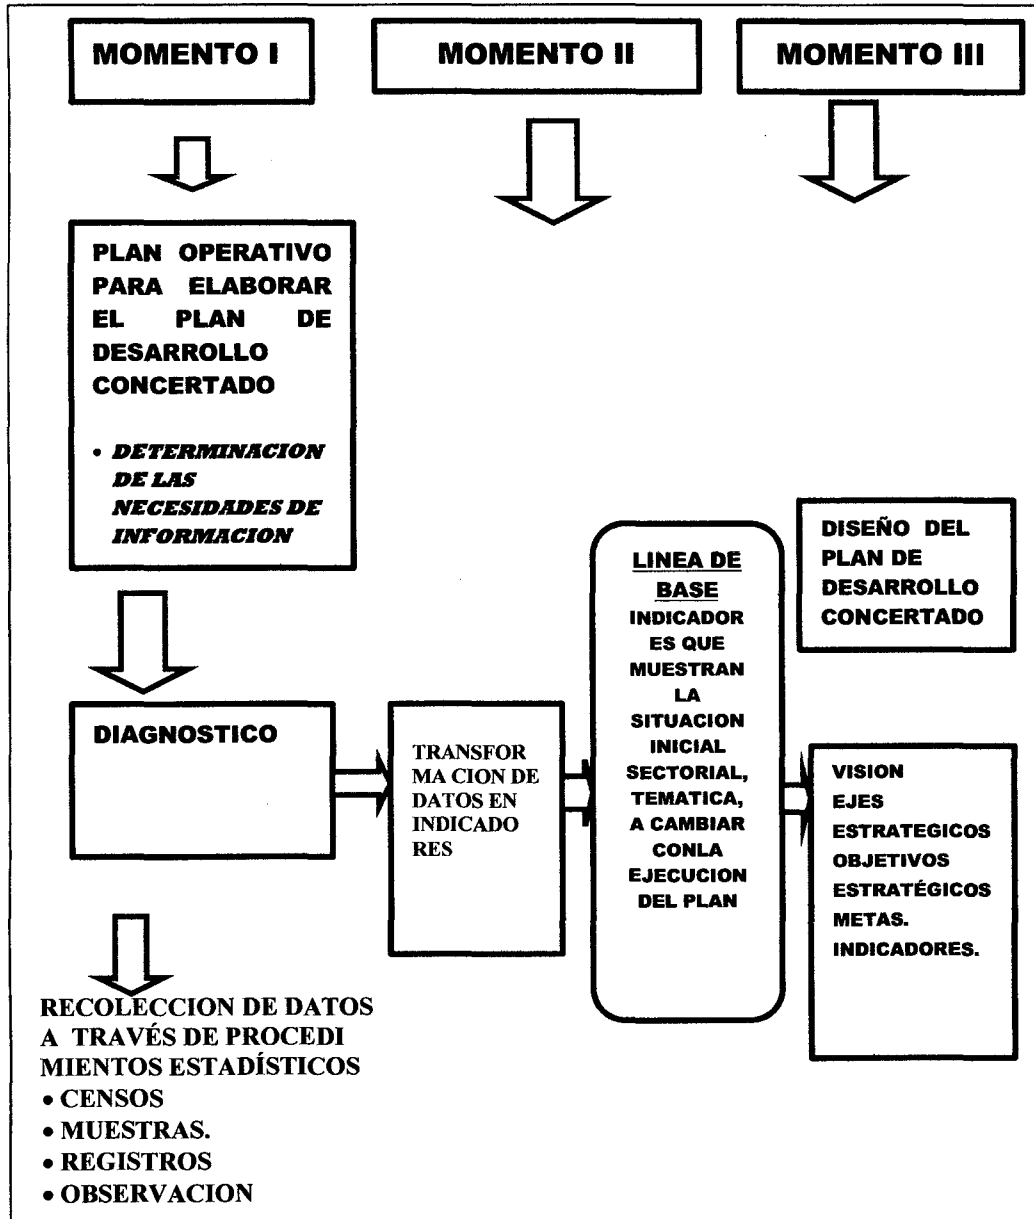 MOMENTO I
MOMENTO II
MOMENTO III
PLAN OPERATIVO
PARA ELABORAR
EL PLAN DE
DESARROLLO
CONCERTADO
• DETERMINACION
DE LAS
NECESIDADES DE
INFORMACION
DIAGNOSTICO
RECOLECCION DE DATOS
A TRAVÉS DE PROCEDI
MIENTOS ESTADÍSTICOS
• CENSOS
• MUESTRAS.
• REGISTROS
• OBSERVACION
TRANSFOR
MA CION DE
DATOS EN
INDICADO
RES
LINEA DE
BASE
INDICADOR
ES QUE
MUESTRAN
LA
SITUACION
INICIAL
SECTORIAL,
TEMATICA,
A CAMBIAR
CONLA
EJECUCION
DEL PLAN
DISEÑO DEL
PLAN DE
DESARROLLO
CONCERTADO
VISION
EJES
ESTRATEGICOS
OBJETIVOS
ESTRATÉGICOS
METAS.
INDICADORES.